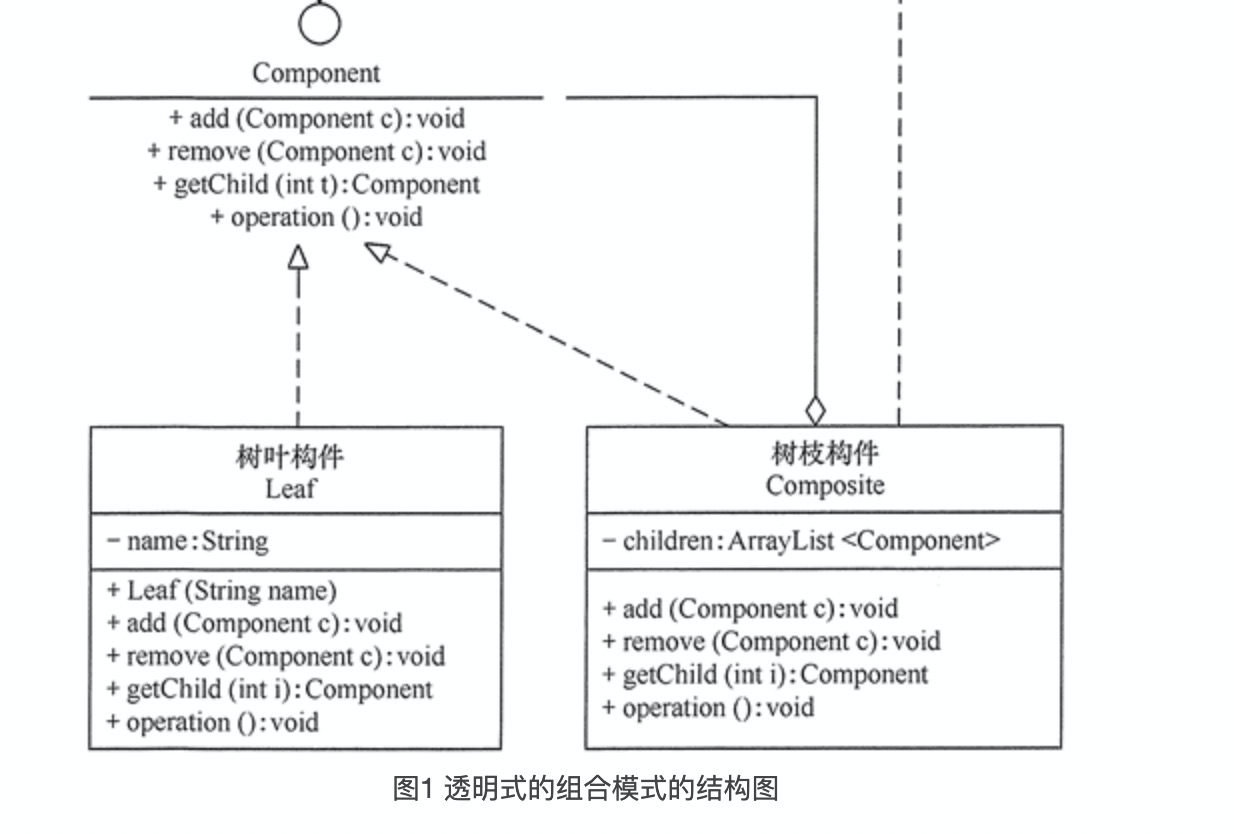 Component
+ add (Component c):void
+ remove (Component c):void
+ getChild (int t):Component
+ operation ():void
树叶构件
Leaf
- name:String
+ Leaf (String name)
+ add (Component c):void
+ remove (Component c):void
+ getChild (int i):Component
+ operation ():void
树枝构件
Composite
- children:ArrayList <Component>
+ add (Component c):void
+ remove (Component c):void
+ getChild (int i):Component
+ operation ():void
图1 透明式的组合模式的结构图